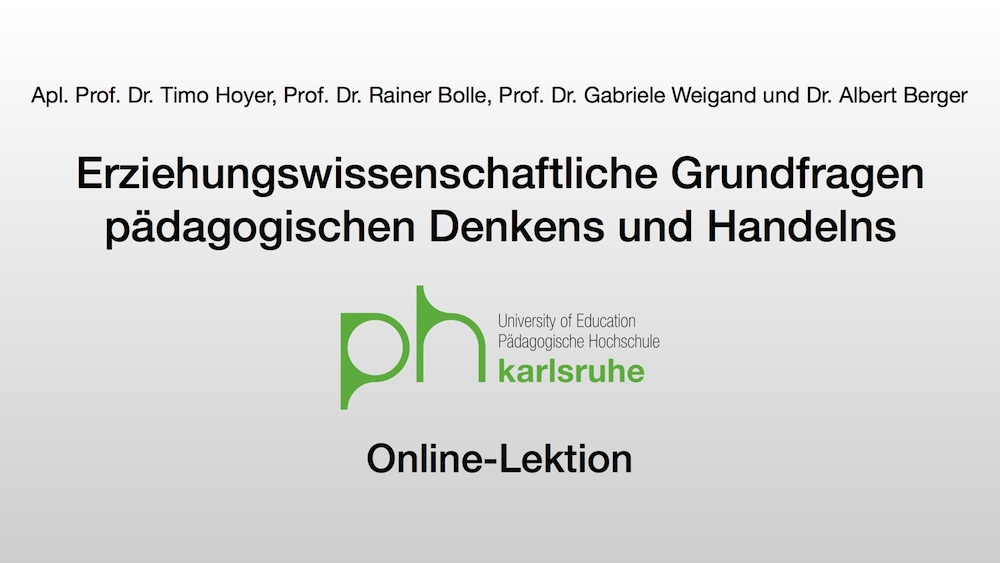 Apl. Prof. Dr. Timo Hoyer, Prof. Dr. Rainer Bolle, Prof. Dr. Gabriele Weigand und Dr. Albert Berger
Erziehungswissenschaftliche Grundfragen
pädagogischen Denkens und Handelns
ph
University of Education
Pädagogische Hochschule
karlsruhe
Online-Lektion